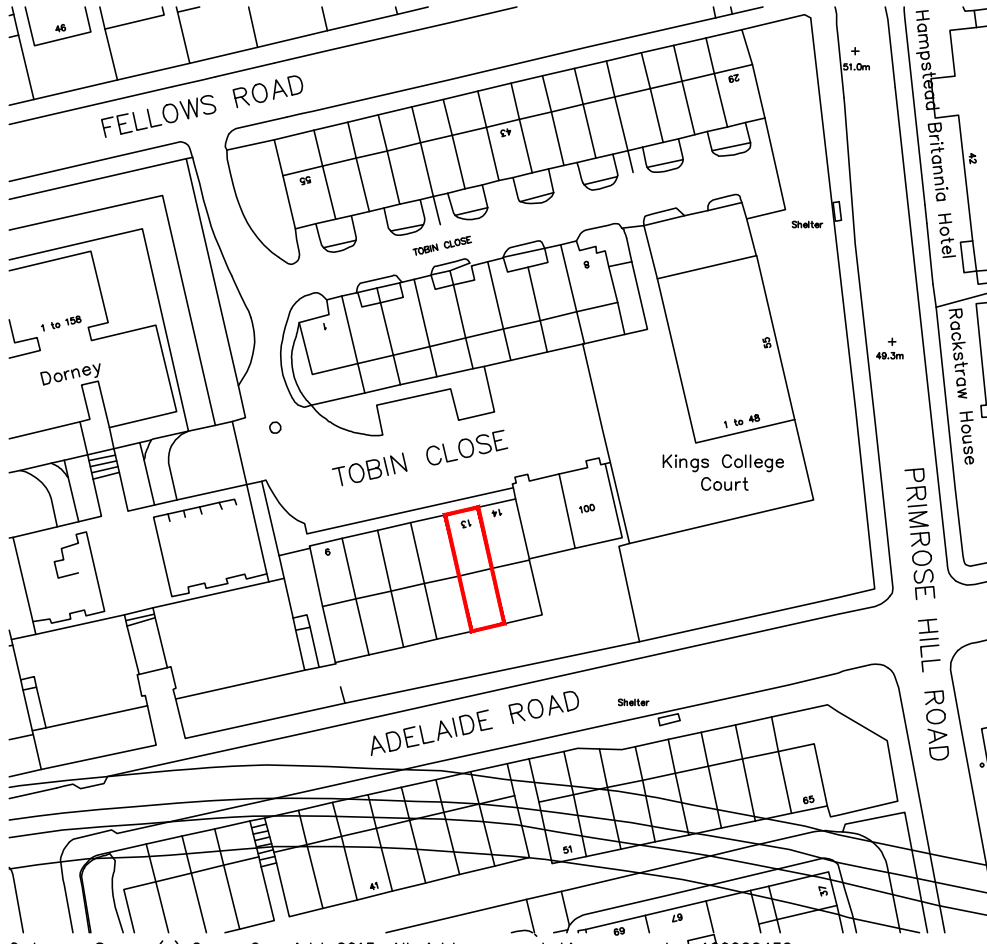 46
FELLOWS ROAD
29
43
55
51.0m
Hampstead Britannia Hotel
42
Shelter
TOBIN CLOSE
8
1
1 to 158
Dorney
55
49.3m
Rackstraw House
1 to 48
TOBIN CLOSE
Kings College
Court
PRIMROSE HILL ROAD
9
13
14
100
ADELAIDE ROAD
Shelter
65
51
41
37
67
69